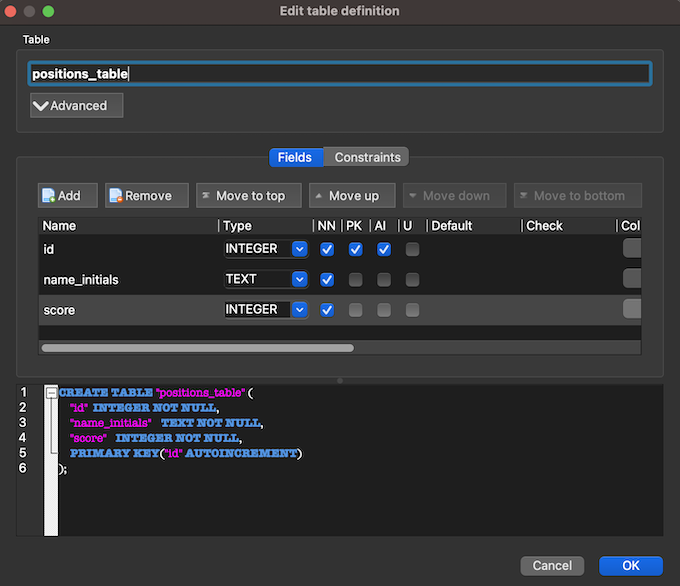 Edit table definition
Table
positions_table
Advanced
Fields Constraints
Add Remove Move to top Move up Move down Move to bottom
Name Type NN PK AI U Default Check Col
id INTEGER
name_initials TEXT
score INTEGER
1 CREATE TABLE "positions_table" (
2 "id" INTEGER NOT NULL,
3 "name_initials" TEXT NOT NULL,
4 "score" INTEGER NOT NULL,
5 PRIMARY KEY("id" AUTOINCREMENT)
6 );
Cancel OK